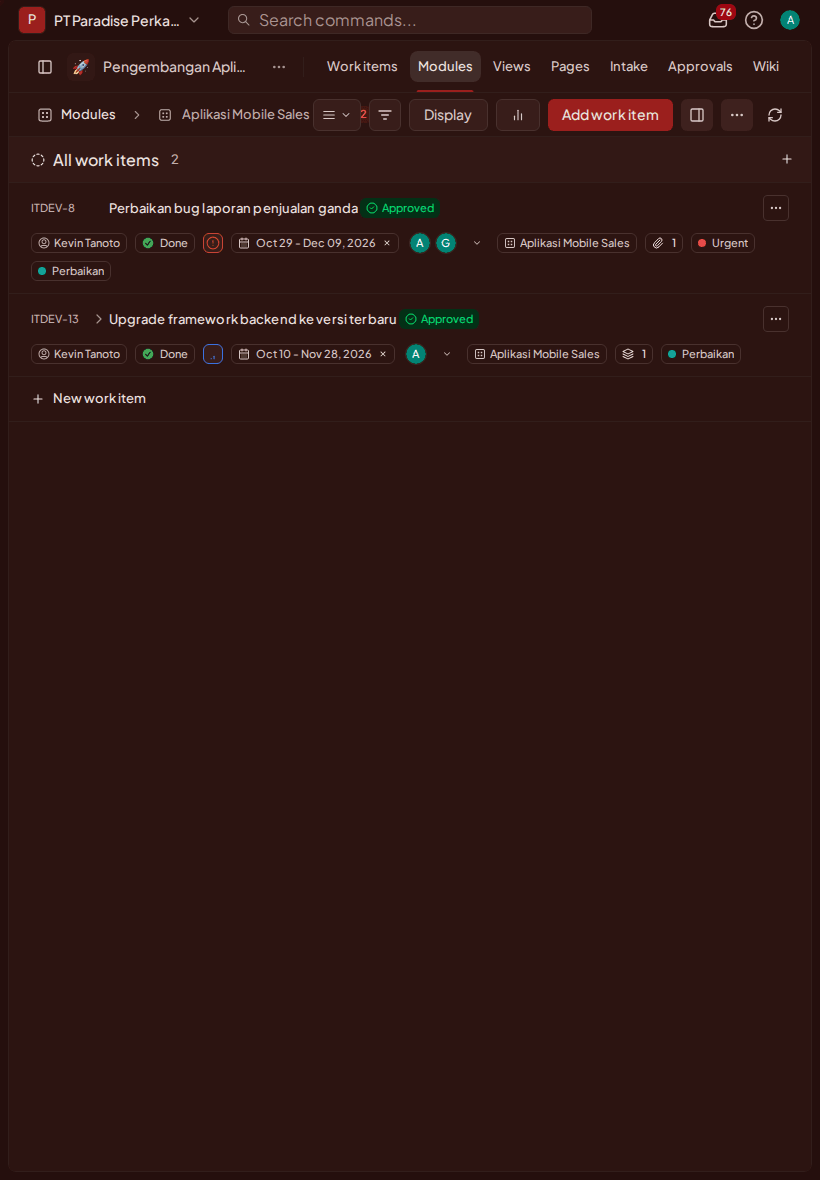 P PT Paradise Perka... Search commands... 76 A
Pengembangan Apli... Work items Modules Views Pages Intake Approvals Wiki
Modules Aplikasi Mobile Sales 2 Display Add work item
All work items 2
ITDEV-8 Perbaikan bug laporan penjualan ganda Approved
Kevin Tanoto Done Oct 29 - Dec 09, 2026 A G Aplikasi Mobile Sales 1 Urgent
Perbaikan
ITDEV-13 Upgrade framework backend ke versi terbaru Approved
Kevin Tanoto Done Oct 10 - Nov 28, 2026 A Aplikasi Mobile Sales 1 Perbaikan
New work item